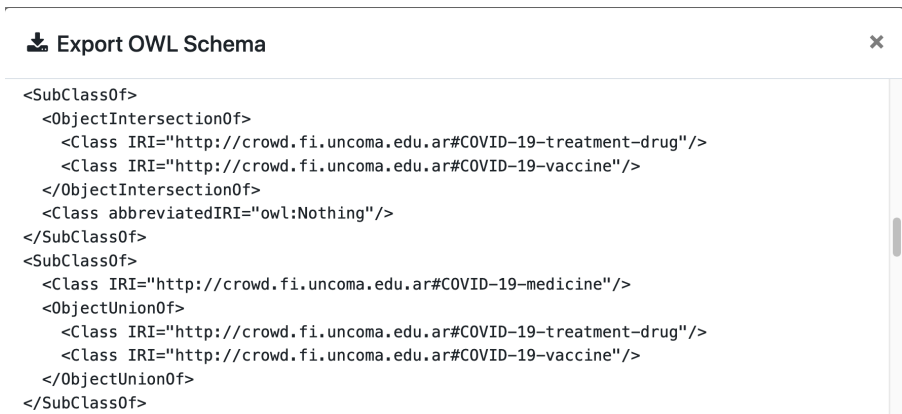 Export OWL Schema
<SubClassOf>
<ObjectIntersectionOf>
<Class IRI="http://crowd.fi.uncoma.edu.ar#COVID-19-treatment-drug"/>
<Class IRI="http://crowd.fi.uncoma.edu.ar#COVID-19-vaccine"/>
</ObjectIntersectionOf>
<Class abbreviatedIRI="owl:Nothing"/>
</SubClassOf>
<SubClassOf>
<Class IRI="http://crowd.fi.uncoma.edu.ar#COVID-19-medicine"/>
<ObjectUnionOf>
<Class IRI="http://crowd.fi.uncoma.edu.ar#COVID-19-treatment-drug"/>
<Class IRI="http://crowd.fi.uncoma.edu.ar#COVID-19-vaccine"/>
</ObjectUnionOf>
</SubClassOf>